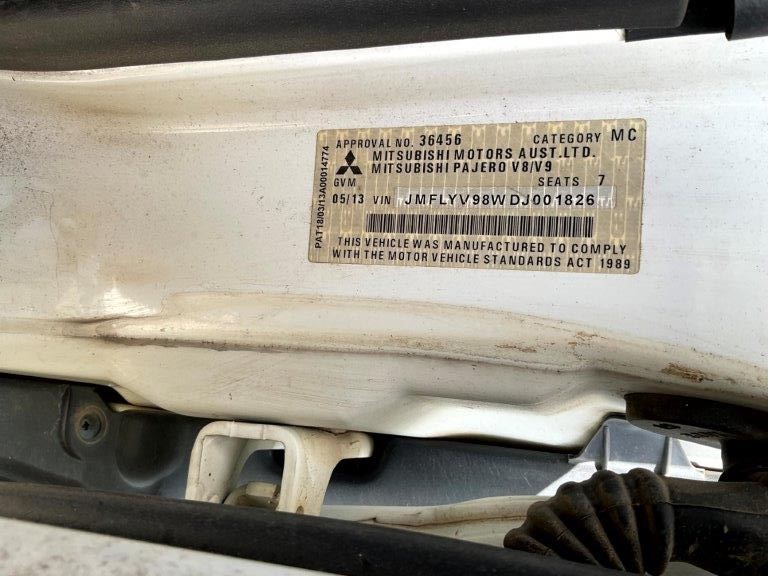 APPROVAL NO. 36456 CATEGORY MC
MITSUBISHI MOTORS AUST.LTD.
MITSUBISHI PAJERO V8/V9
GVM SEATS 7
05/13 VIN JMFLYV98WDJ001826
THIS VEHICLE WAS MANUFACTURED TO COMPLY
WITH THE MOTOR VEHICLE STANDARDS ACT 1989
PAT18/03/13A00014774